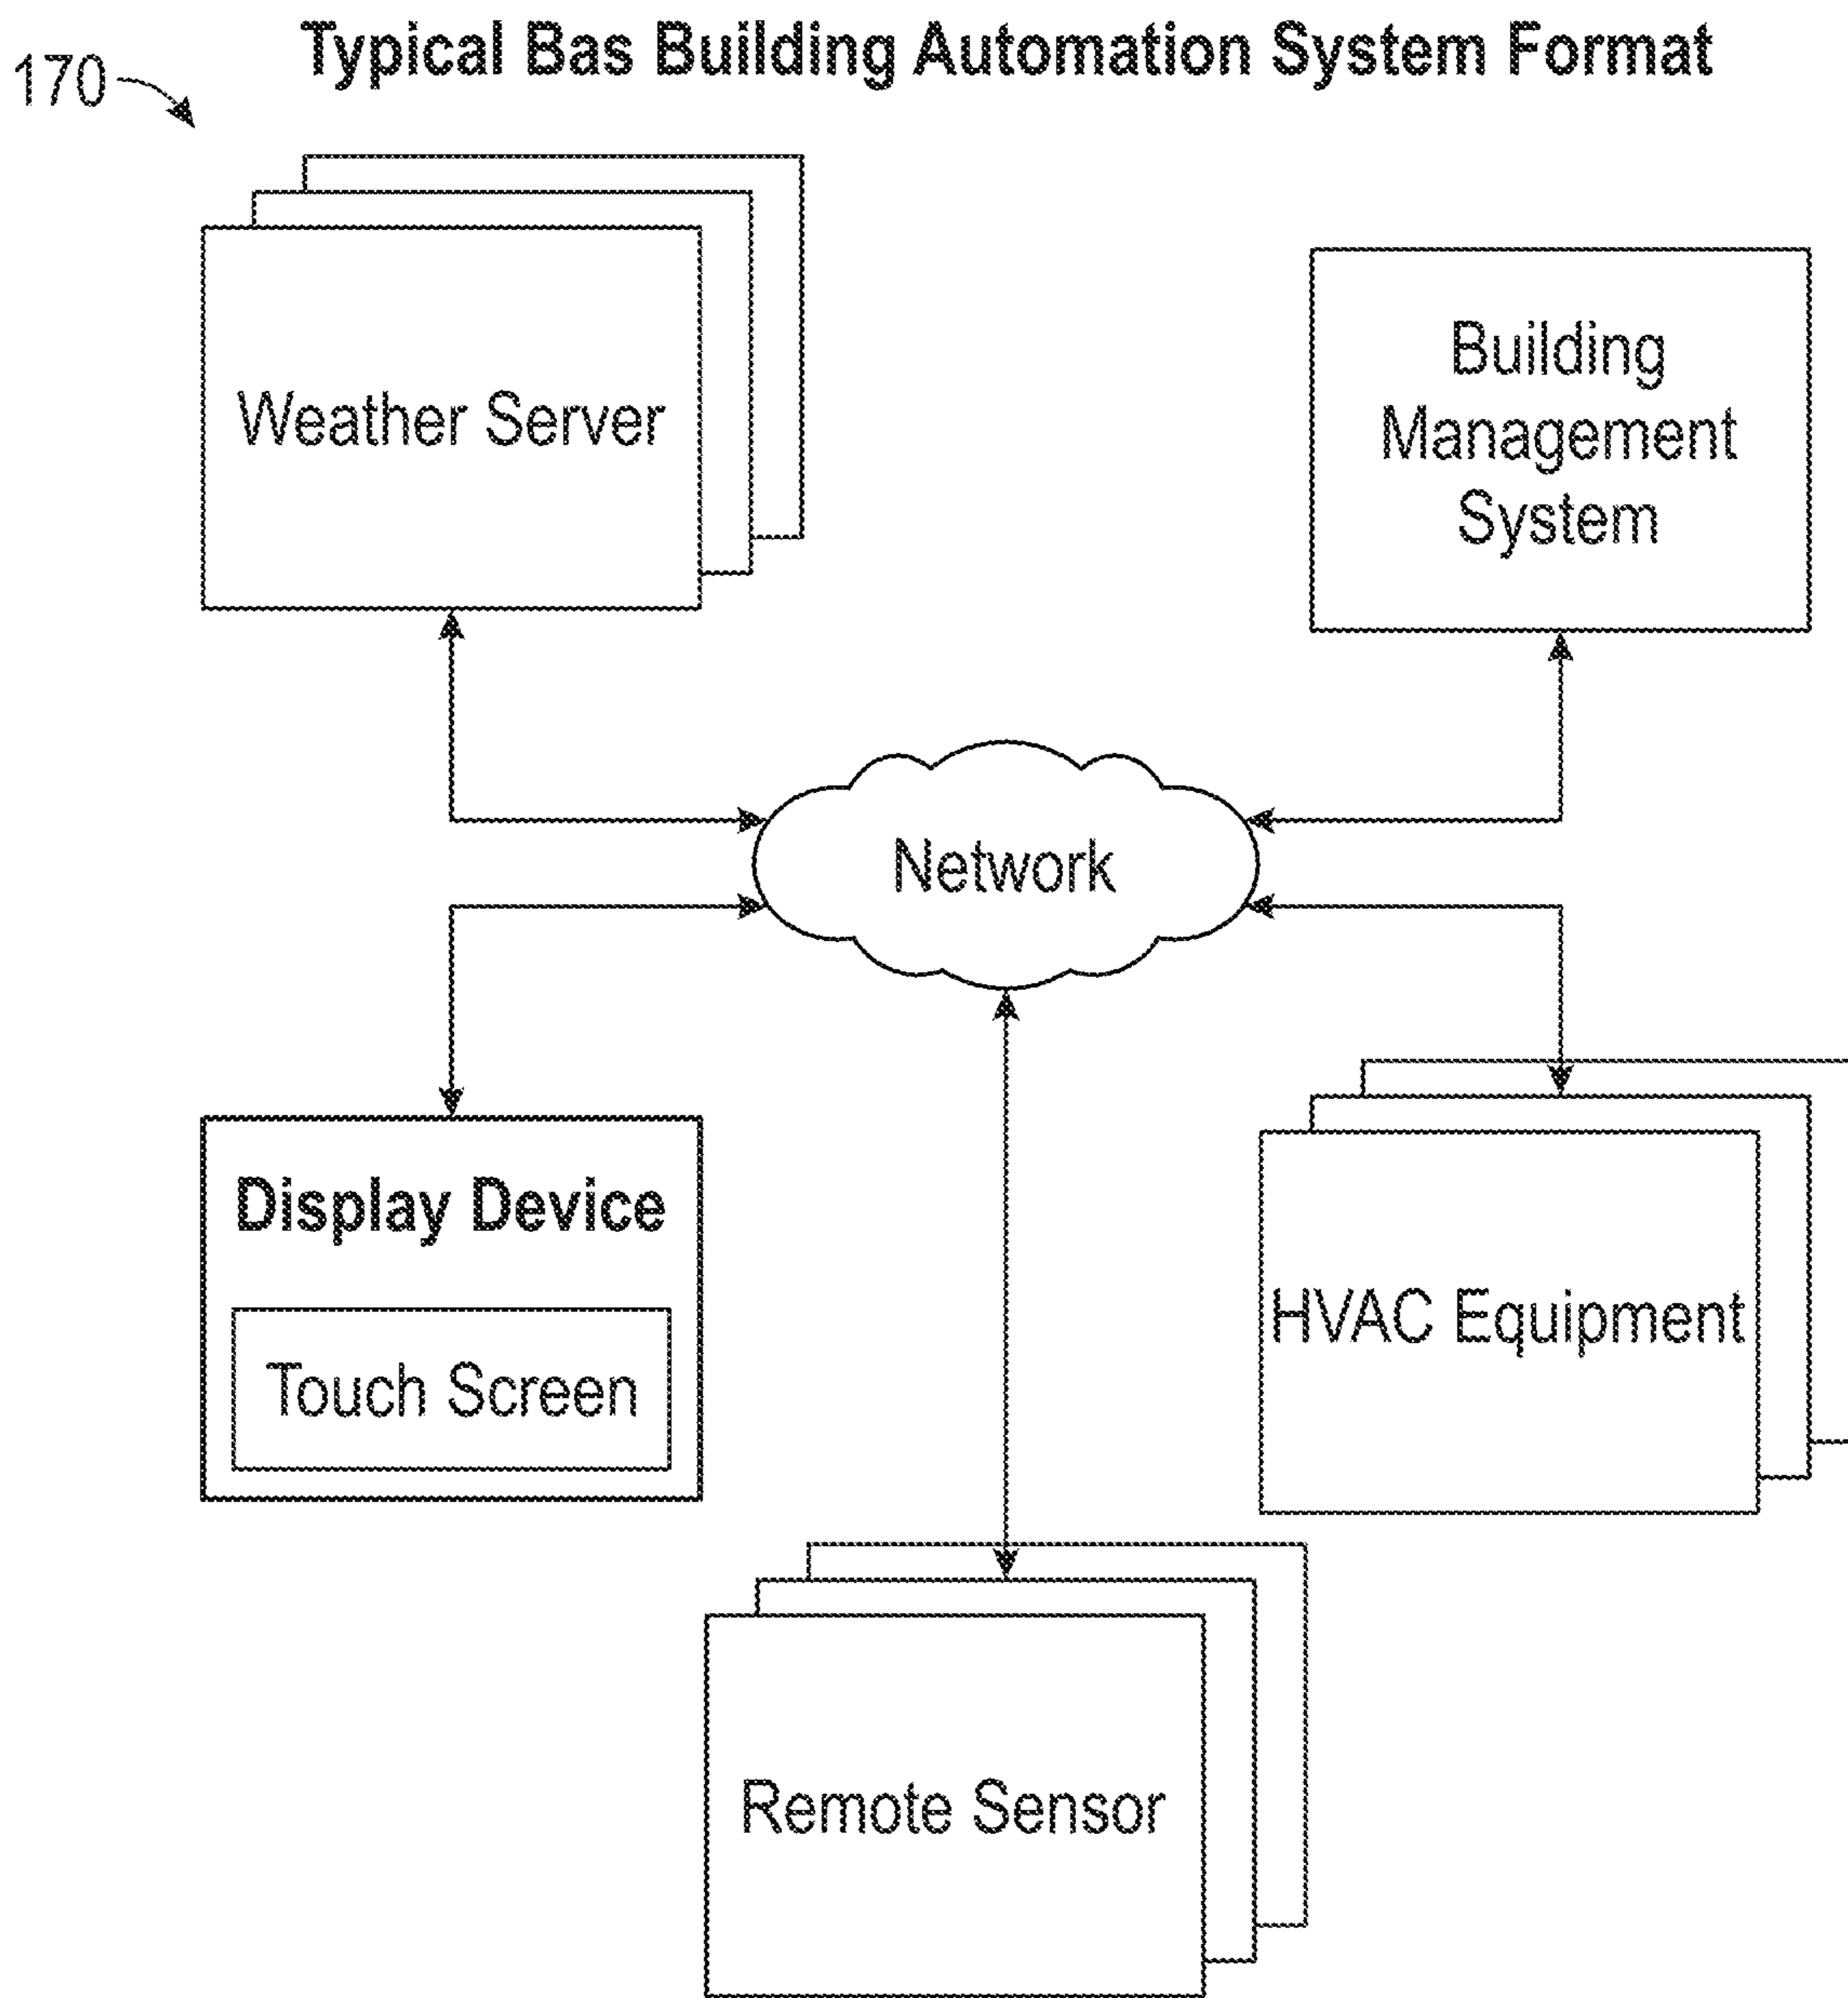 Typical Bas Building Automation System Format
170
Weather Server
Building
Management
System
Network
Display Device
Touch Screen
HVAC Equipment
Remote Sensor